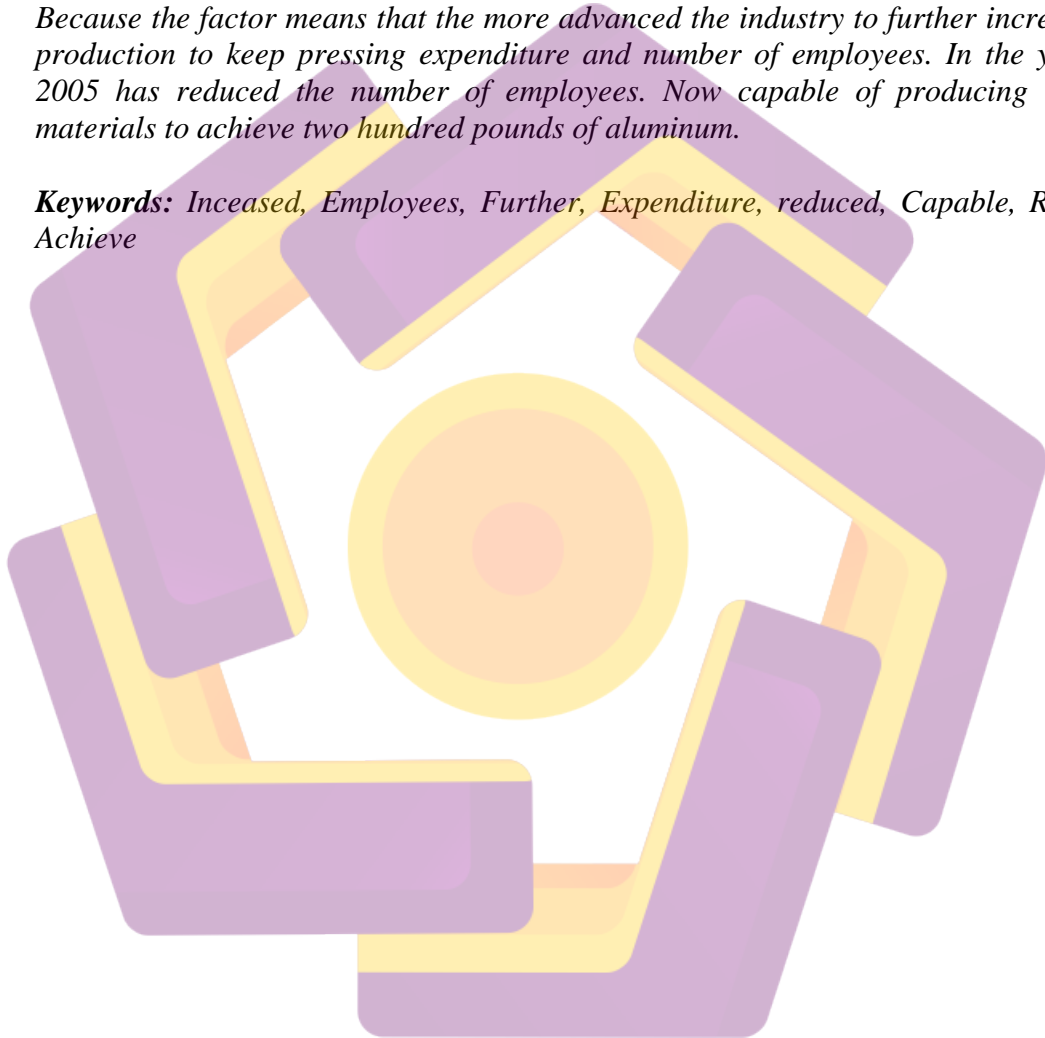 Because the factor means that the more advanced the industry to further incre
production to keep pressing expenditure and number of employees. In the y
2005 has reduced the number of employees. Now capable of producing
materials to achieve two hundred pounds of aluminum.
Keywords: Inceased, Employees, Further, Expenditure, reduced, Capable, R
Achieve